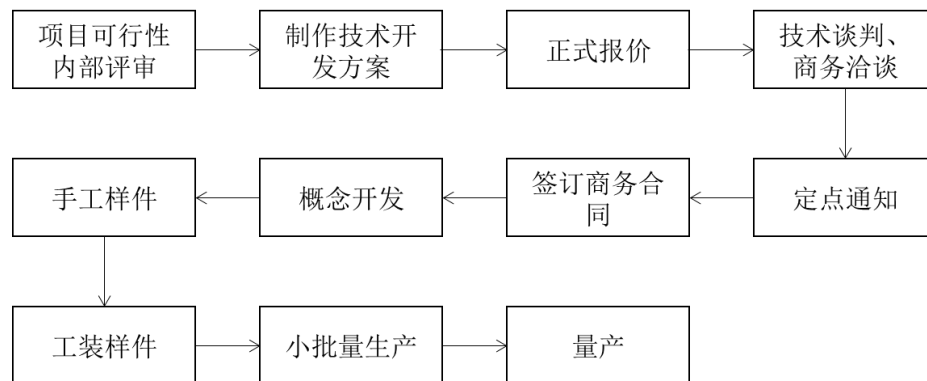 项目可行性
内部评审
制作技术开
发方案
正式报价
技术谈判、
商务洽谈
定点通知
签订商务合
同
概念开发
手工样件
工装样件
小批量生产
量产